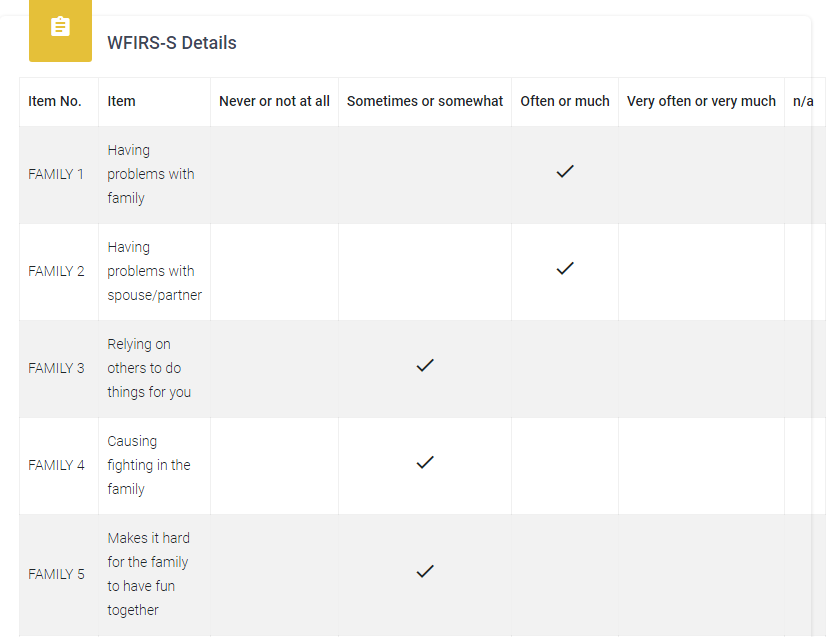 WFIRS-S Details
Item No. Item Never or not at all Sometimes or somewhat Often or much Very often or very much n/a
FAMILY 1
Having
problems with
family
FAMILY 2
Having
problems with
spouse/partner
FAMILY 3
Relying on
others to do
things for you
FAMILY 4
Causing
fighting in the
family
FAMILY 5
Makes it hard
for the family
to have fun
together